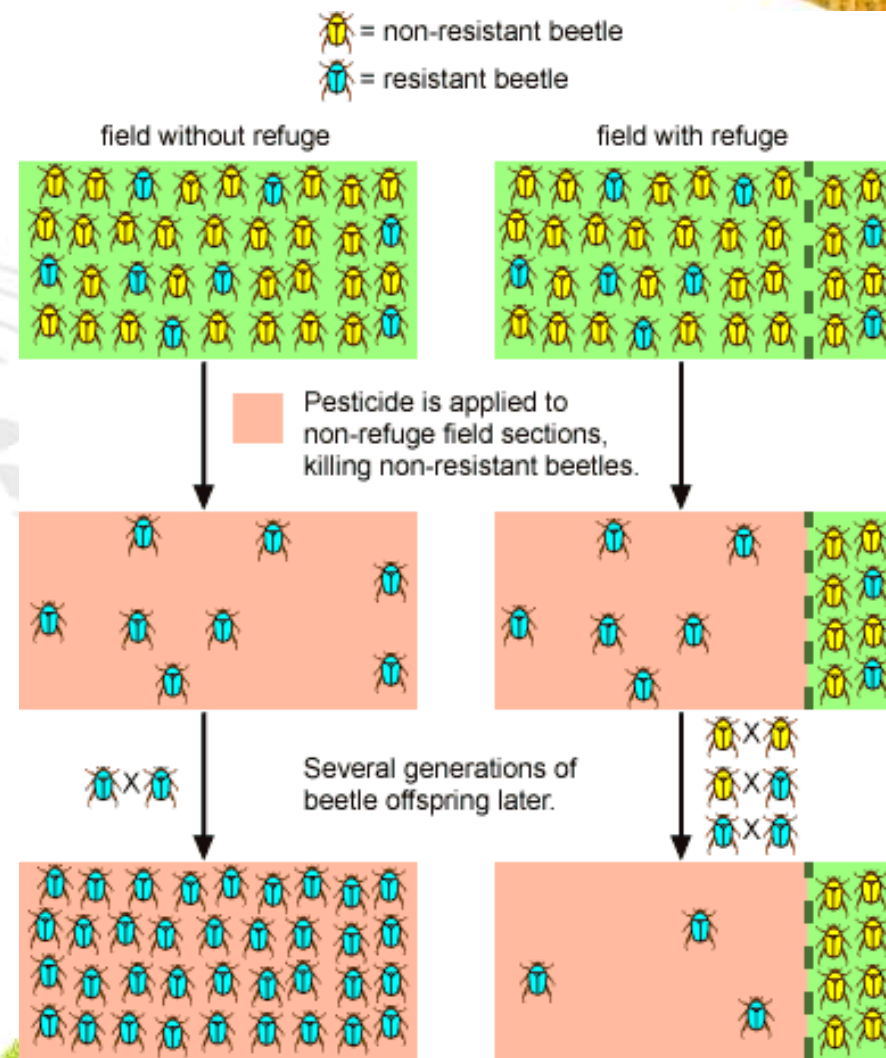 = non-resistant beetle
= resistant beetle
field without refuge
field with refuge
Pesticide is applied to
non-refuge field sections,
killing non-resistant beetles.
X
Several generations of
beetle offspring later.
X
X
X